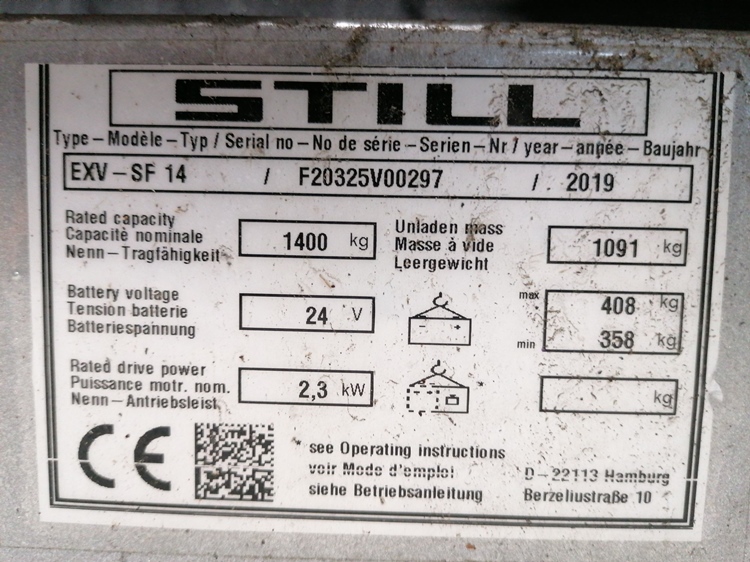 STILL
Type – Modèle – Typ / Serial no – No de série – Serien – Nr / year – année – Baujahr
EXV – SF 14 / F20325V00297 / . 2019
Rated capacity
Capacité nominale
Nenn – Tragfähigkeit
1400 kg
Unladen mass
Masse á vide
Leergewicht
1091 kg
Battery voltage
Tension batterie
Batteriespannung
24 V
- +
max 408 kg
min 358 kg
Rated drive power
Puissance motr. nom.
Nenn – Antriebsleist.
2,3 kW
*
kg
CE
* see Operating instructions
voir Mode d'emploi
siehe Betriebsanleitung
D – 22113 Hamburg
Berzeliusstraße 10